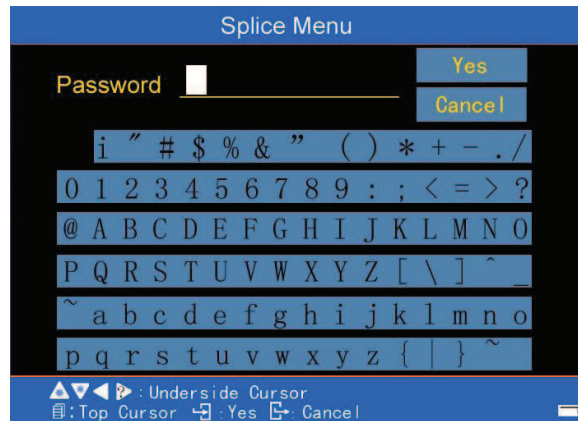 Splice Menu
Password
Yes
Cancel
i ″ # $ % & ” ( ) * + - . /
0 1 2 3 4 5 6 7 8 9 : ; < = > ?
@ A B C D E F G H I J K L M N O
P Q R S T U V W X Y Z [ \ ] ^ _
~ a b c d e f g h i j k l m n o
p q r s t u v w x y z { | } ~
: Underside Cursor
: Top Cursor : Yes : Cancel